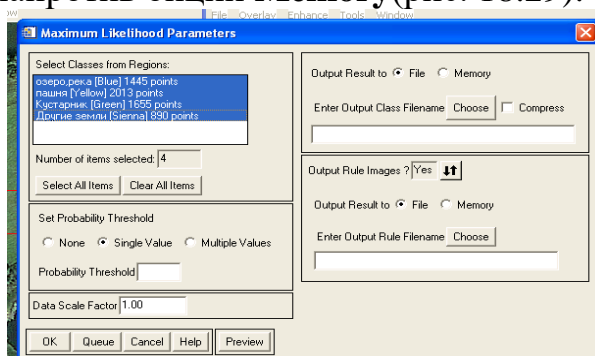 напротив опции Memory(рис. 18.29).
File Overlay Enhance Tools Window
Maximum Likelihood Parameters
Select Classes from Regions:
озеро,река [Blue] 1445 points
пашня [Yellow] 2013 points
Кустарник [Green] 1655 points
Другие земли [Sienna] 890 points
Number of items selected: 4
Select All Items Clear All Items
Set Probability Threshold
None Single Value Multiple Values
Probability Threshold
Data Scale Factor 1.00
OK Queue Cancel Help Preview
Output Result to File Memory
Enter Output Class Filename Choose Compress
Output Rule Images ? Yes
Output Result to File Memory
Enter Output Rule Filename Choose